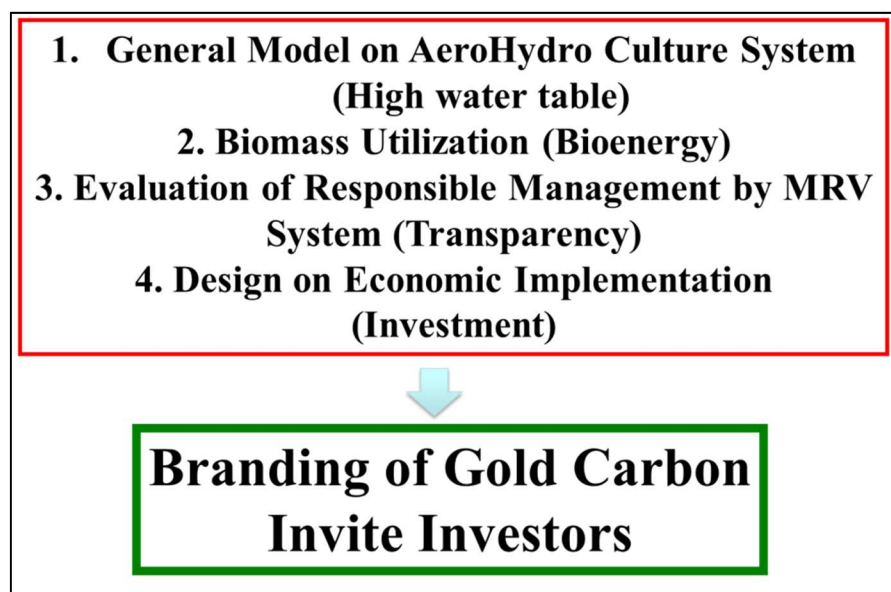 1. General Model on AeroHydro Culture System
(High water table)
2. Biomass Utilization (Bioenergy)
3. Evaluation of Responsible Management by MRV
System (Transparency)
4. Design on Economic Implementation
(Investment)
Branding of Gold Carbon
Invite Investors